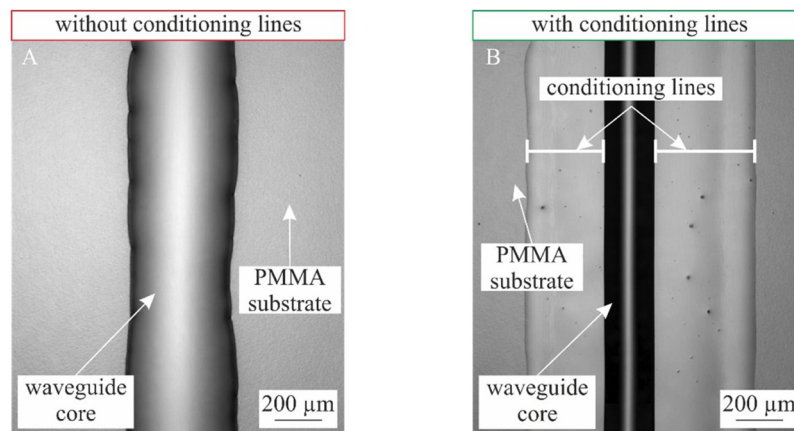 without conditioning lines
A
PMMA
substrate
waveguide
core
200 µm
with conditioning lines
B
conditioning lines
PMMA
substrate
waveguide
core
200 µm